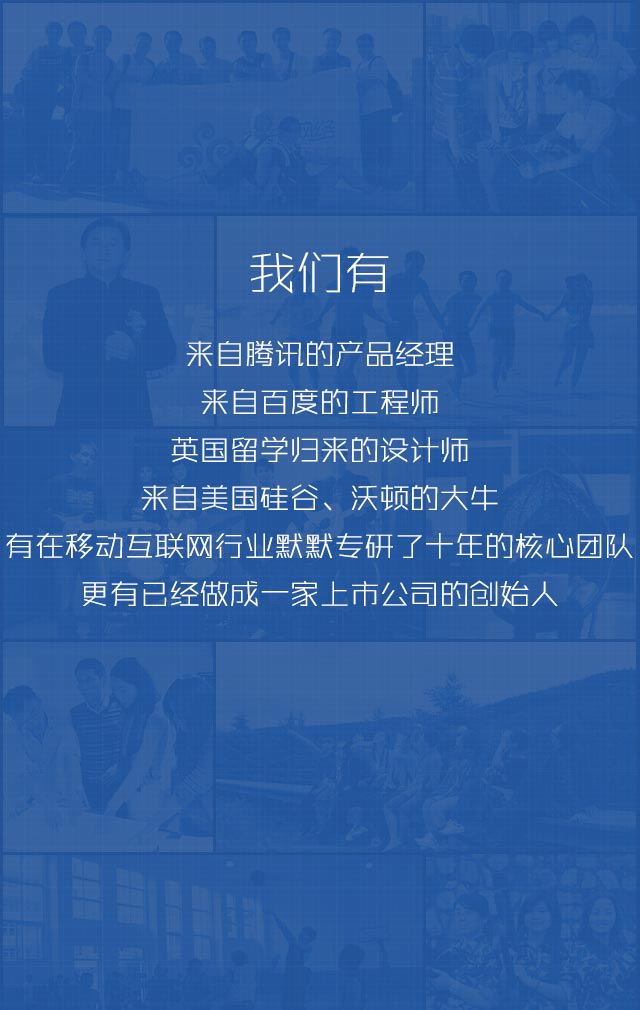 我们有
来自腾讯的产品经理
来自百度的工程师
英国留学归来的设计师
来自美国硅谷、沃顿的大牛
有在移动互联网行业默默专研了十年的核心团队
更有已经做成一家上市公司的创始人